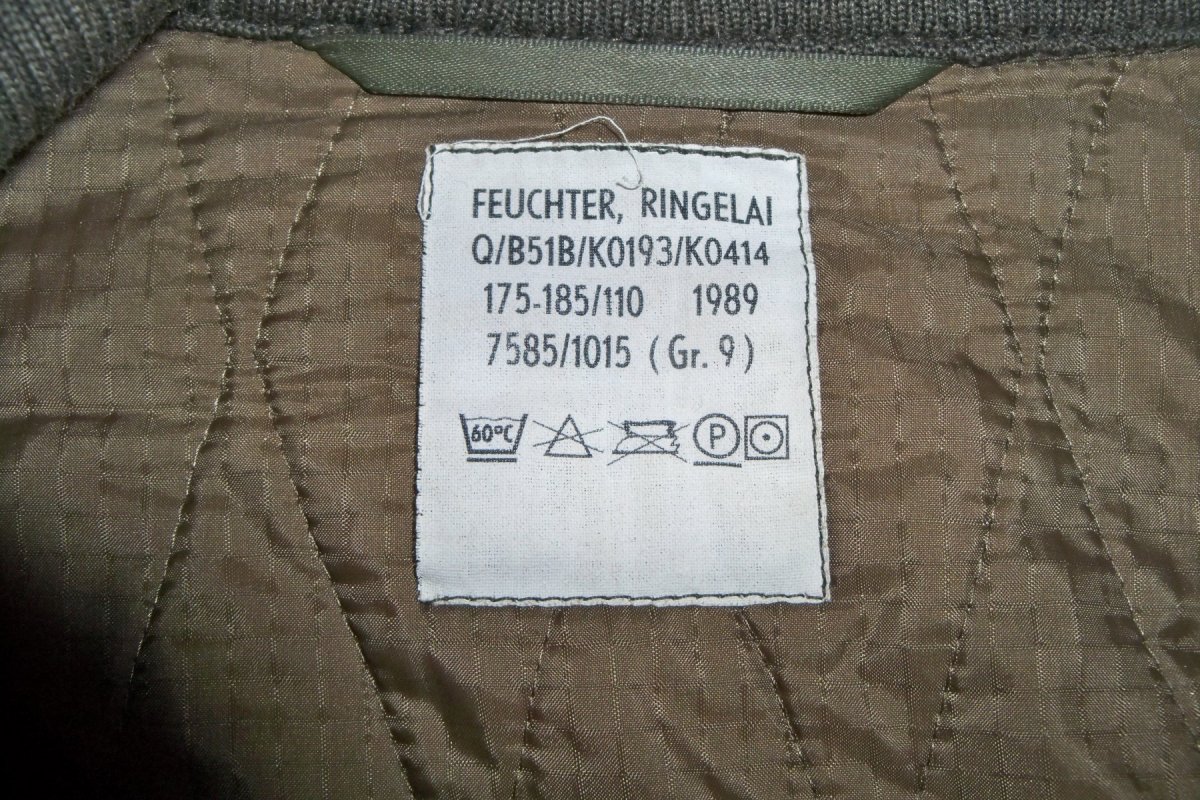 FEUCHTER, RINGELAI
Q/B51B/K0193/K0414
175-185/110 1989
7585/1015 (Gr. 9)
60°C P